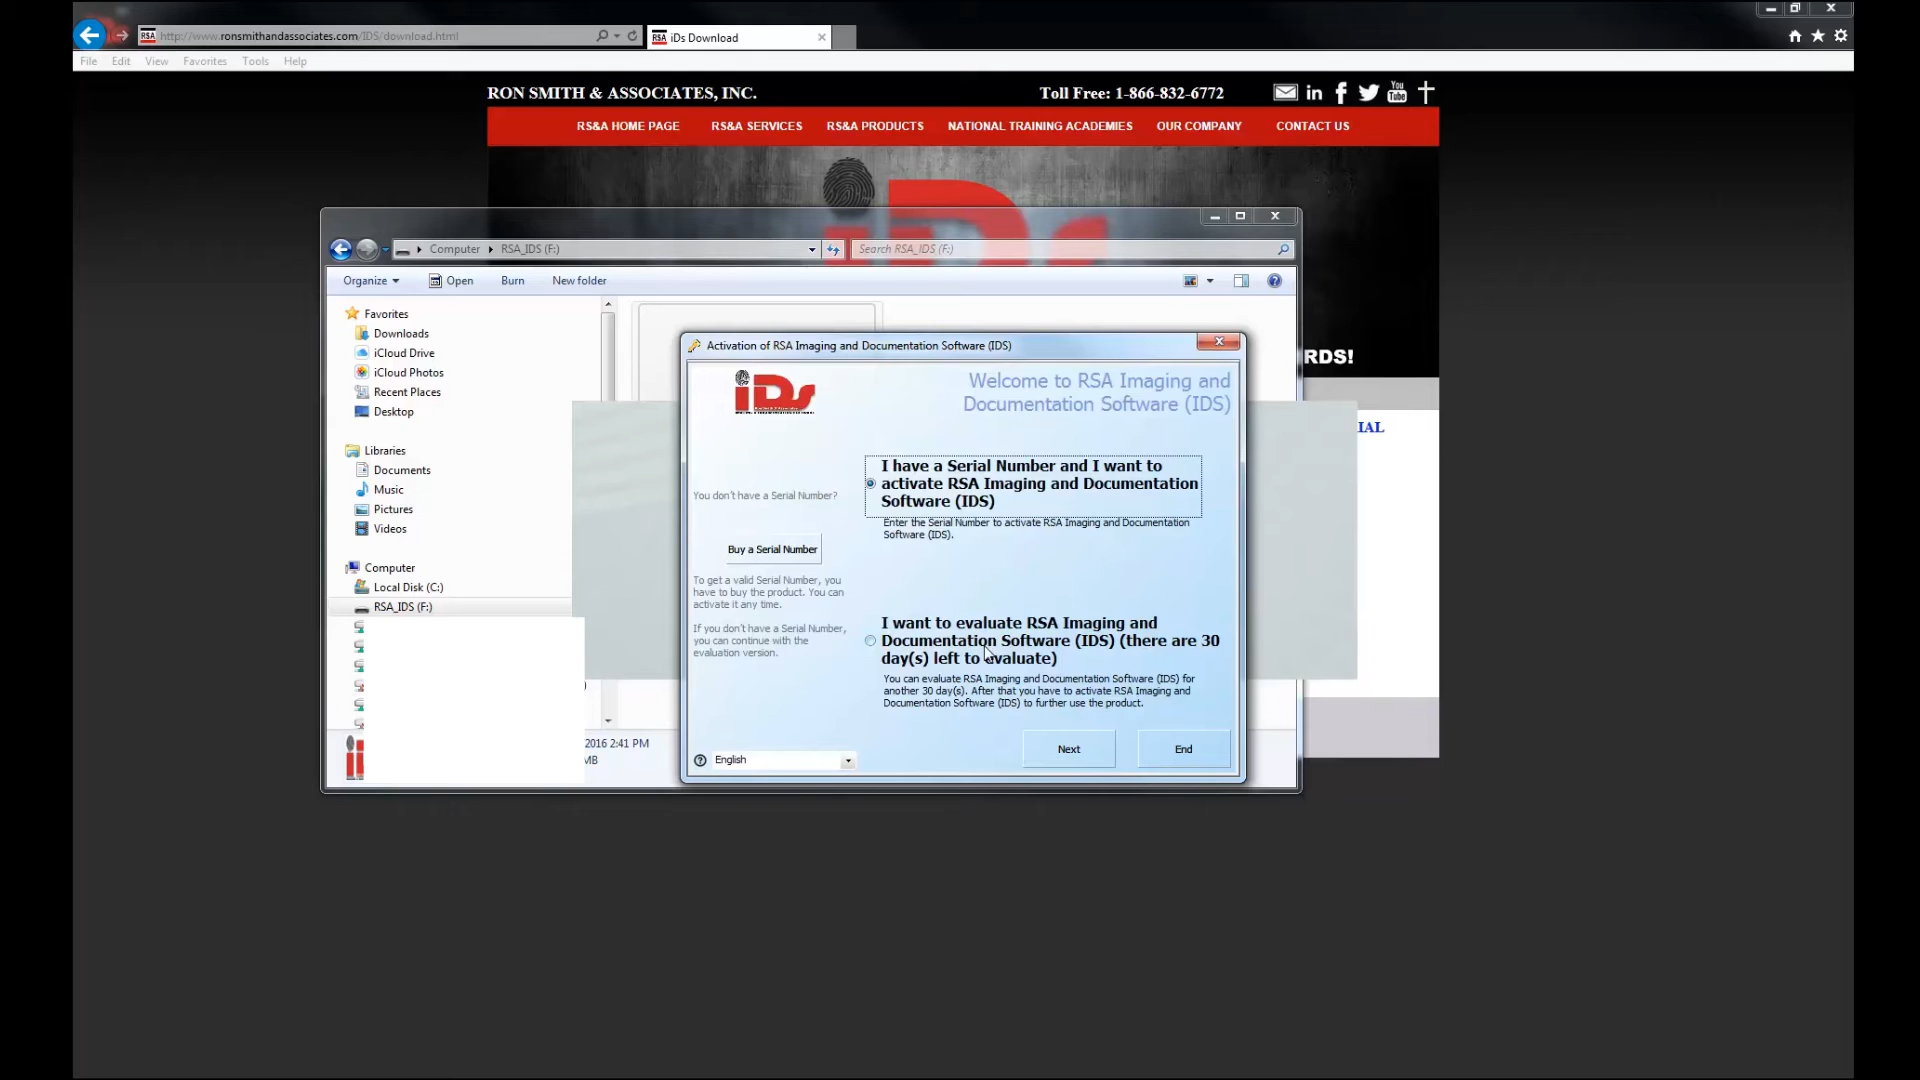 RSA http://www.ronsmithandassociates.com/IDS/download.html
RSA iDs Download
File Edit View Favorites Tools Help
RON SMITH & ASSOCIATES, INC. Toll Free: 1-866-832-6772 in f You Tube
RS&A HOME PAGE RS&A SERVICES RS&A PRODUCTS NATIONAL TRAINING ACADEMIES OUR COMPANY CONTACT US
iDs
RDS!
IAL
Computer RSA_IDS (F:) Search RSA_IDS (F:)
Organize Open Burn New folder
Favorites
Downloads
iCloud Drive
iCloud Photos
Recent Places
Desktop
Libraries
Documents
Music
Pictures
Videos
Computer
Local Disk (C:)
RSA_IDS (F:)
2016 2:41 PM
MB
Activation of RSA Imaging and Documentation Software (IDS)
iDs
Welcome to RSA Imaging and
Documentation Software (IDS)
You don't have a Serial Number?
Buy a Serial Number
To get a valid Serial Number, you
have to buy the product. You can
activate it any time.
If you don't have a Serial Number,
you can continue with the
evaluation version.
I have a Serial Number and I want to
activate RSA Imaging and Documentation
Software (IDS)
Enter the Serial Number to activate RSA Imaging and Documentation
Software (IDS).
I want to evaluate RSA Imaging and
Documentation Software (IDS) (there are 30
day(s) left to evaluate)
You can evaluate RSA Imaging and Documentation Software (IDS) for
another 30 day(s). After that you have to activate RSA Imaging and
Documentation Software (IDS) to further use the product.
English
Next End